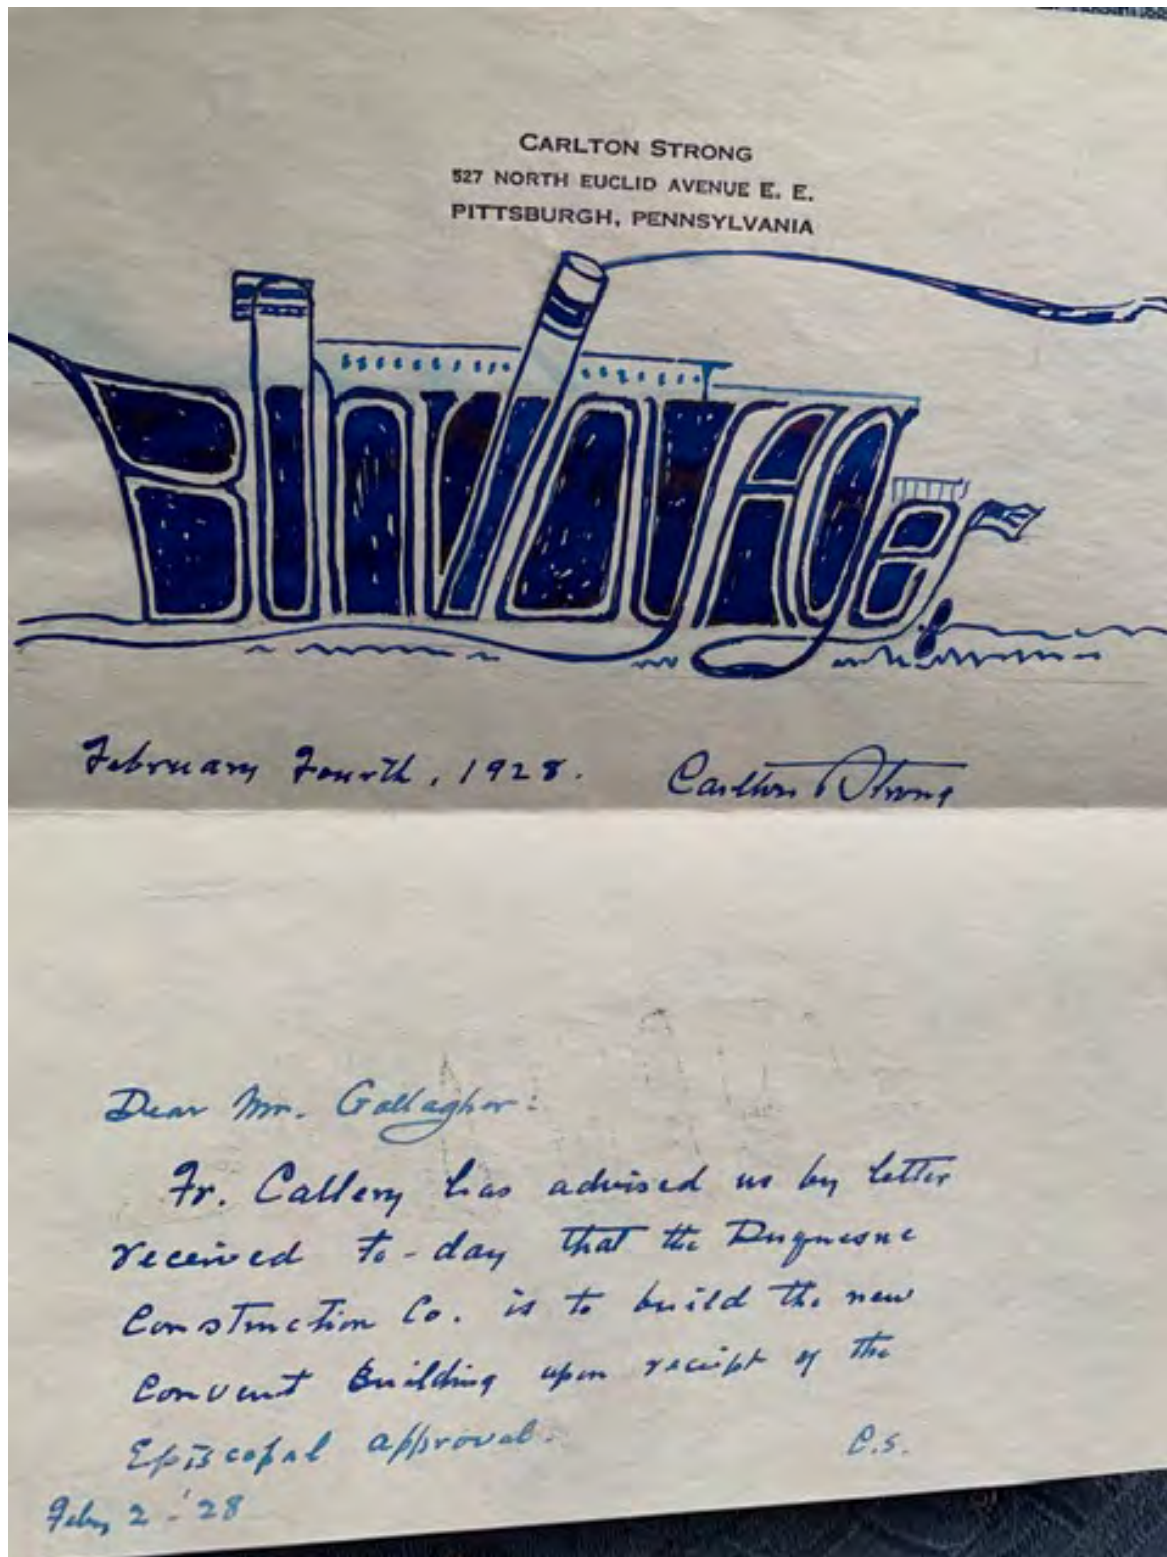 CARLTON STRONG
527 NORTH EUCLID AVENUE E. E.
PITTSBURGH, PENNSYLVANIA
BonVoyAGe
February Fourth, 1928. Carlton Strong
Dear Mr. Gallagher:
Fr. Callery has advised us by letter
received to-day that the Duquesne
Construction Co. is to build the new
Convent Building upon receipt of the
Episcopal approval. C.S.
Feby 2 - '28